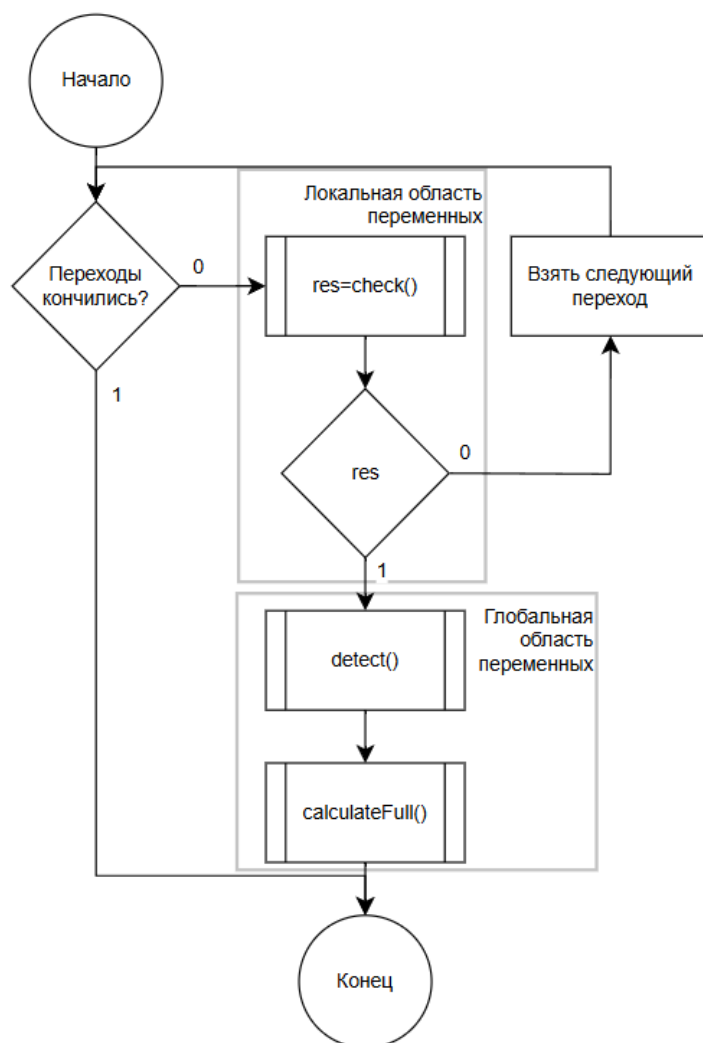 Начало
Локальная область
переменных
Переходы
кончились?
0
res=check()
Взять следующий
переход
1
res
0
1
Глобальная
область
переменных
detect()
calculateFull()
Конец